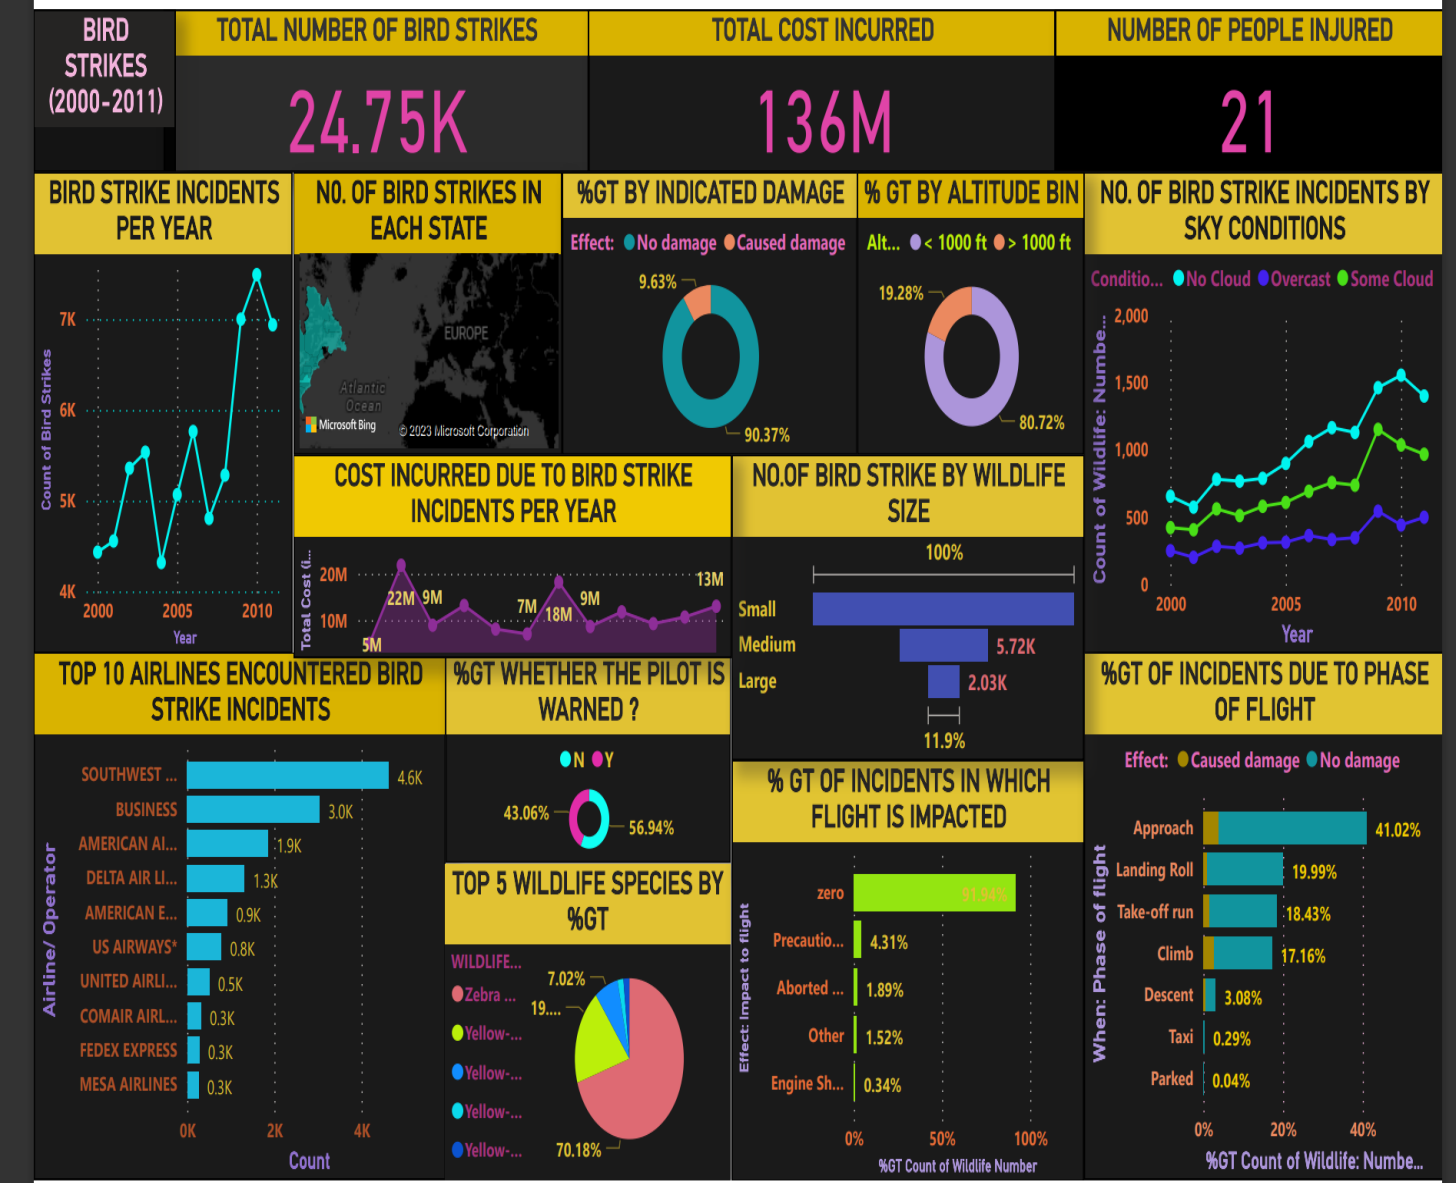 BIRD
STRIKES
(2000-2011)
TOTAL NUMBER OF BIRD STRIKES
24.75K
TOTAL COST INCURRED
136M
NUMBER OF PEOPLE INJURED
21
BIRD STRIKE INCIDENTS
PER YEAR
Count of Bird Strikes
7K
6K
5K
4K
2000 2005 2010
Year
N0. OF BIRD STRIKES IN
EACH STATE
EUROPE
Atlantic
Ocean
Microsoft Bing
© 2023 Microsoft Corporation
%GT BY INDICATED DAMAGE
Effect: No damage Caused damage
9.63%
90.37%
% GT BY ALTITUDE BIN
Alt... < 1000 ft > 1000 ft
19.28%
80.72%
NO. OF BIRD STRIKE INCIDENTS BY
SKY CONDITIONS
Conditio... No Cloud Overcast Some Cloud
Count of Wildlife: Numbe...
2,000
1,500
1,000
500
0
2000 2005 2010
Year
COST INCURRED DUE TO BIRD STRIKE
INCIDENTS PER YEAR
Total Cost (i...
20M
10M
5M
22M
9M
7M
18M
9M
13M
NO.OF BIRD STRIKE BY WILDLIFE
SIZE
100%
Small
Medium 5.72K
Large 2.03K
11.9%
TOP 10 AIRLINES ENCOUNTERED BIRD
STRIKE INCIDENTS
Airline/ Operator
SOUTHWEST ... 4.6K
BUSINESS 3.0K
AMERICAN AI... 1.9K
DELTA AIR LI... 1.3K
AMERICAN E... 0.9K
US AIRWAYS* 0.8K
UNITED AIRLI... 0.5K
COMAIR AIRL... 0.3K
FEDEX EXPRESS 0.3K
MESA AIRLINES 0.3K
0K 2K 4K
Count
%GT WHETHER THE PILOT IS
WARNED ?
N Y
43.06%
56.94%
TOP 5 WILDLIFE SPECIES BY
%GT
WILDLIFE...
Zebra ...
Yellow-...
Yellow-...
Yellow-...
Yellow-...
7.02%
19....
70.18%
% GT OF INCIDENTS IN WHICH
FLIGHT IS IMPACTED
Effect: Impact to flight
zero 91.94%
Precautio... 4.31%
Aborted ... 1.89%
Other 1.52%
Engine Sh... 0.34%
0% 50% 100%
%GT Count of Wildlife Number
%GT OF INCIDENTS DUE TO PHASE
OF FLIGHT
Effect: Caused damage No damage
When: Phase of flight
Approach 41.02%
Landing Roll 19.99%
Take-off run 18.43%
Climb 17.16%
Descent 3.08%
Taxi 0.29%
Parked 0.04%
0% 20% 40%
%GT Count of Wildlife: Numbe...